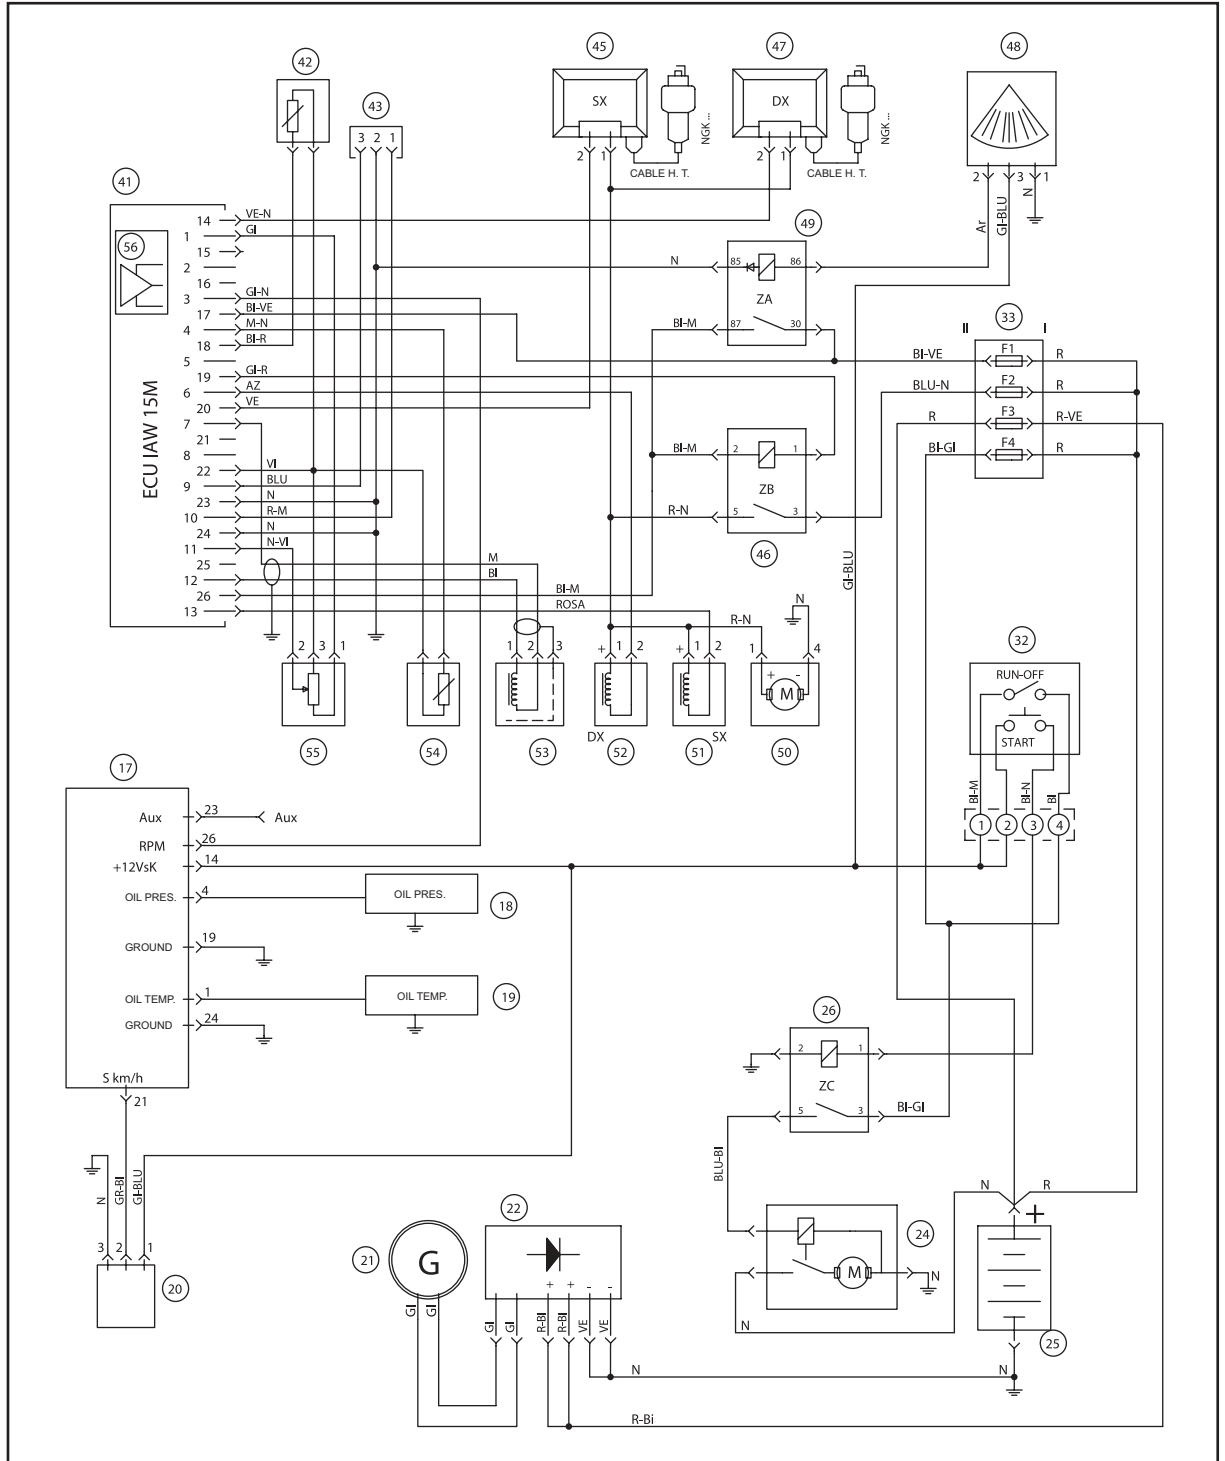 42
43
45
47
48
SX
DX
NGK ...
NGK ...
3 2 1
2 1
2 1
CABLE H. T.
CABLE H. T.
2 3 1
Ar
GI-BLU
N
41
56
ECU IAW 15M
14 VE-N
1 GI
15
2
16
3 GI-N
17 BI-VE
4 M-N
18 BI-R
5
19 GI-R
6 AZ
20 VE
7
21
8
22 VI
9 BLU
23 N
10 R-M
24 N
11 N-VI
25
12
26
13
M
BI
BI-M
ROSA
49
N
85 86
ZA
BI-M
87 30
33
II I
BI-VE F1 R
BLU-N F2 R
R F3 R-VE
BI-GI F4 R
BI-M
2 1
ZB
R-N
5 3
46
GI-BLU
N
R-N
2 3 1
1 2 3
+ 1 2
+ 1 2
1 4
+ -
M
DX
SX
55
54
53
52
51
50
32
RUN-OFF
START
BI-M
BI-N
BI
1 2 3 4
17
Aux 23 Aux
RPM 26
+12VsK 14
OIL PRES. 4
OIL PRES.
18
GROUND 19
OIL TEMP. 1
OIL TEMP.
19
GROUND 24
S km/h
21
26
2 1
ZC
5 3
BI-GI
BLU-BI
N
GR-BI
GI-BLU
3 2 1
20
21
G
GI
GI
22
+ + - -
GI
GI
R-BI
R-BI
VE
VE
24
M
N
N
N R
+
25
N
N
R-Bi